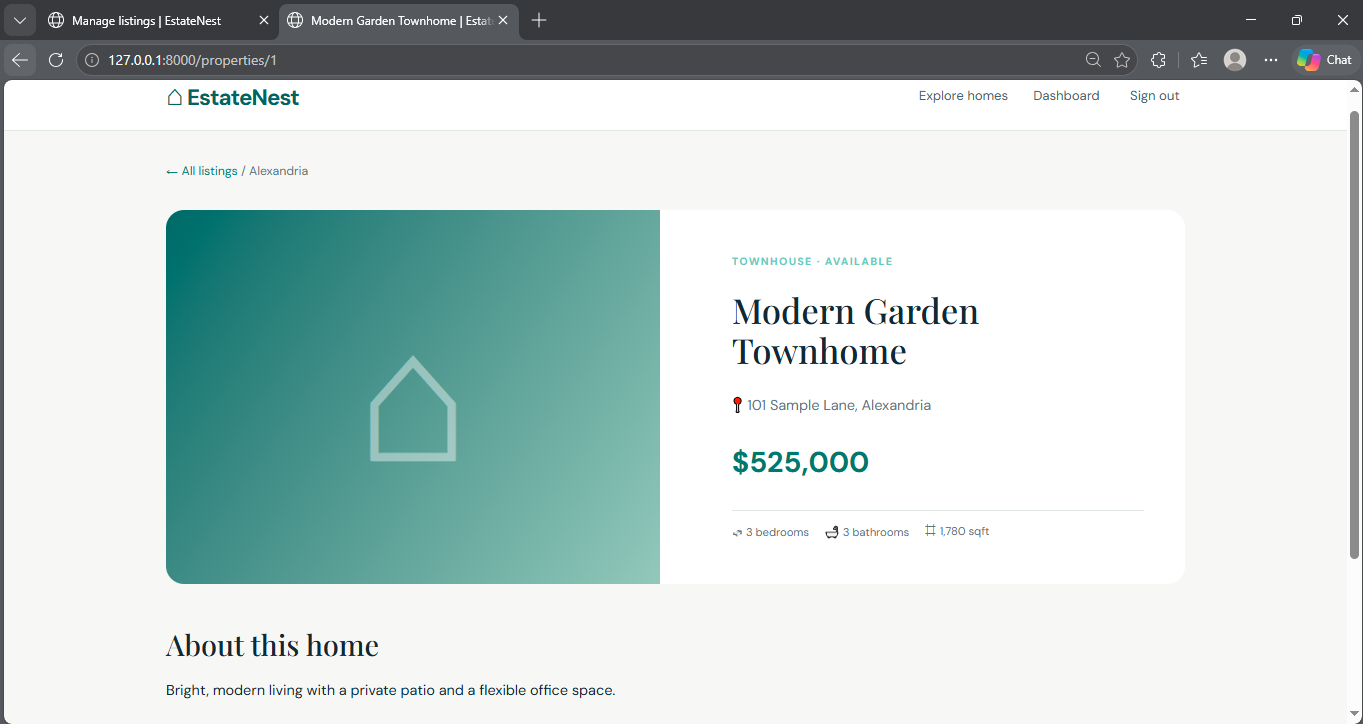 Manage listings | EstateNest
Modern Garden Townhome | Estat
127.0.0.1:8000/properties/1
Chat
EstateNest
Explore homes
Dashboard
Sign out
← All listings / Alexandria
TOWNHOUSE · AVAILABLE
Modern Garden
Townhome
101 Sample Lane, Alexandria
$525,000
3 bedrooms 3 bathrooms 1,780 sqft
About this home
Bright, modern living with a private patio and a flexible office space.